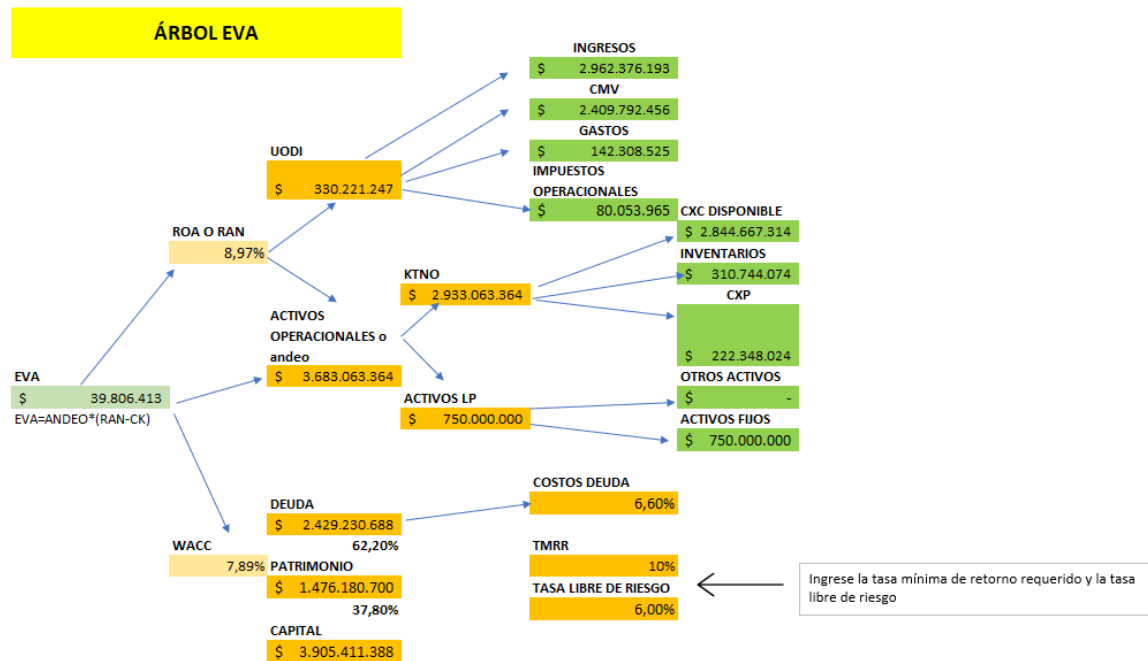 ÁRBOL EVA
INGRESOS
$ 2.962.376.193
CMV
$ 2.409.792.456
GASTOS
$ 142.308.525
UODI
$ 330.221.247
IMPUESTOS
OPERACIONALES
$ 80.053.965
CXC DISPONIBLE
$ 2.844.667.314
ROA O RAN
8,97%
INVENTARIOS
$ 310.744.074
KTNO
$ 2.933.063.364
CXP
$ 222.348.024
ACTIVOS
OPERACIONALES o
andeo
$ 3.683.063.364
EVA
$ 39.806.413
EVA=ANDEO*(RAN-CK)
OTROS ACTIVOS
$ -
ACTIVOS LP
$ 750.000.000
ACTIVOS FIJOS
$ 750.000.000
DEUDA
$ 2.429.230.688
62,20%
COSTOS DEUDA
6,60%
WACC
7,89%
PATRIMONIO
$ 1.476.180.700
37,80%
TMRR
10%
TASA LIBRE DE RIESGO
6,00%
Ingrese la tasa mínima de retorno requerido y la tasa
libre de riesgo
CAPITAL
$ 3.905.411.388